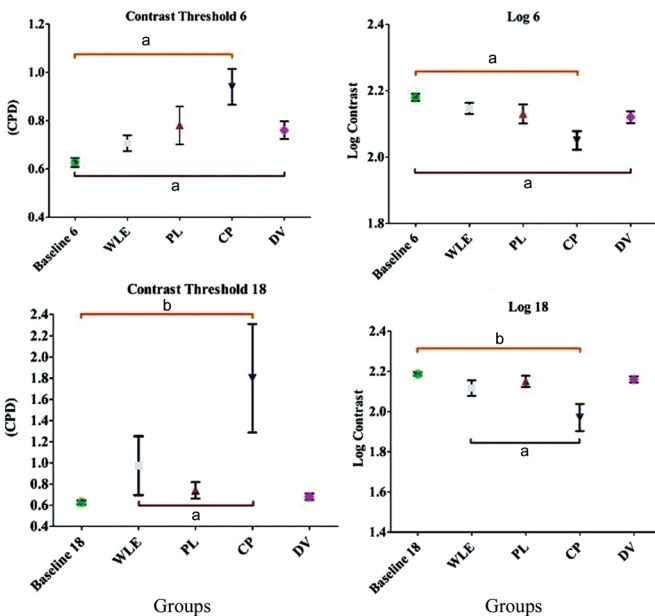 Contrast Threshold 6
(CPD)
1.2
1.0
0.8
0.6
0.4
a
a
Baseline 6
WLE
PL
CP
DV
Log 6
Log Contrast
2.4
2.2
2.0
1.8
a
a
Baseline 6
WLE
PL
CP
DV
Contrast Threshold 18
(CPD)
2.4
2.2
2.0
1.8
1.6
1.4
1.2
1.0
0.8
0.6
0.4
b
a
Baseline 18
WLE
PL
CP
DV
Groups
Log 18
Log Contrast
2.4
2.2
2.0
1.8
1.6
1.4
b
a
Baseline 18
WLE
PL
CP
DV
Groups